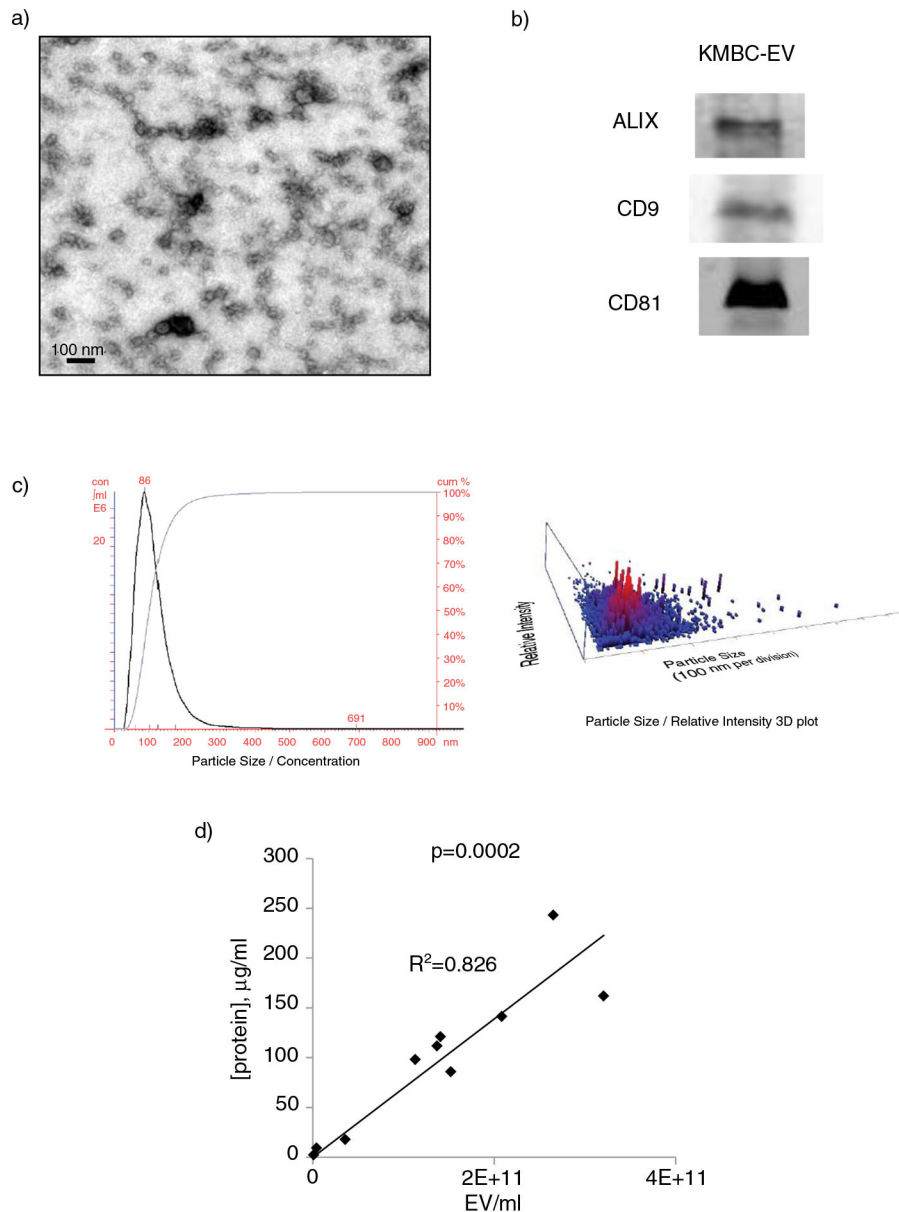 a)
100 nm
b)
KMBC-EV
ALIX
CD9
CD81
c)
con
/ml
E6
20
86
cum %
100%
90%
80%
70%
60%
50%
40%
30%
20%
10%
691
0 100 200 300 400 500 600 700 800 900 nm
Particle Size / Concentration
Relative Intensity
Particle Size
(100 nm per division)
Particle Size / Relative Intensity 3D plot
d)
p=0.0002
R²=0.826
[protein], µg/ml
300
250
200
150
100
50
0
0 2E+11 4E+11
EV/ml